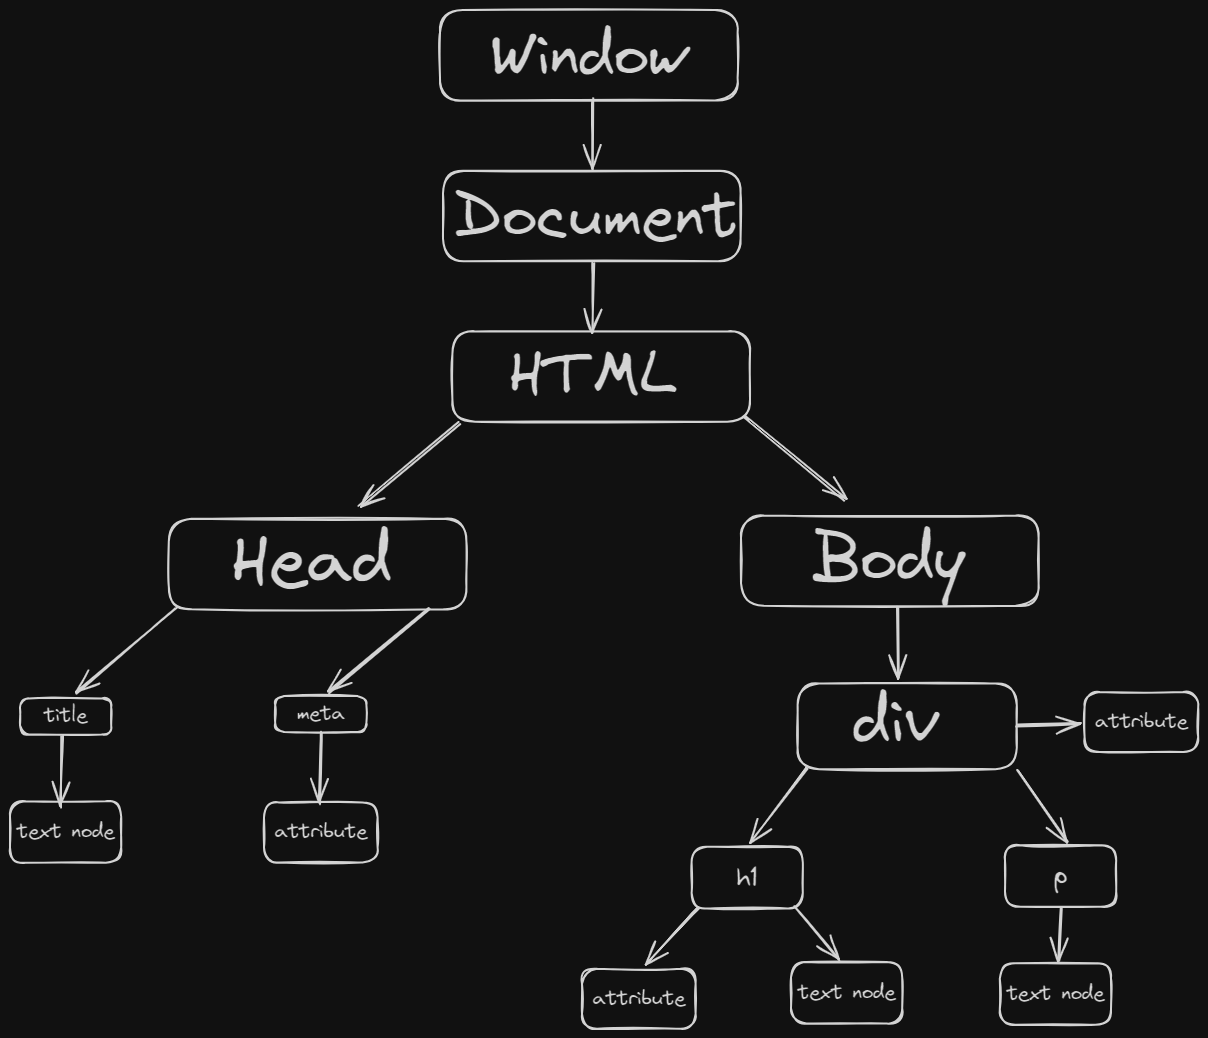 Window
Document
HTML
Head
Body
title
meta
div
attribute
text node
attribute
h1
p
attribute
text node
text node